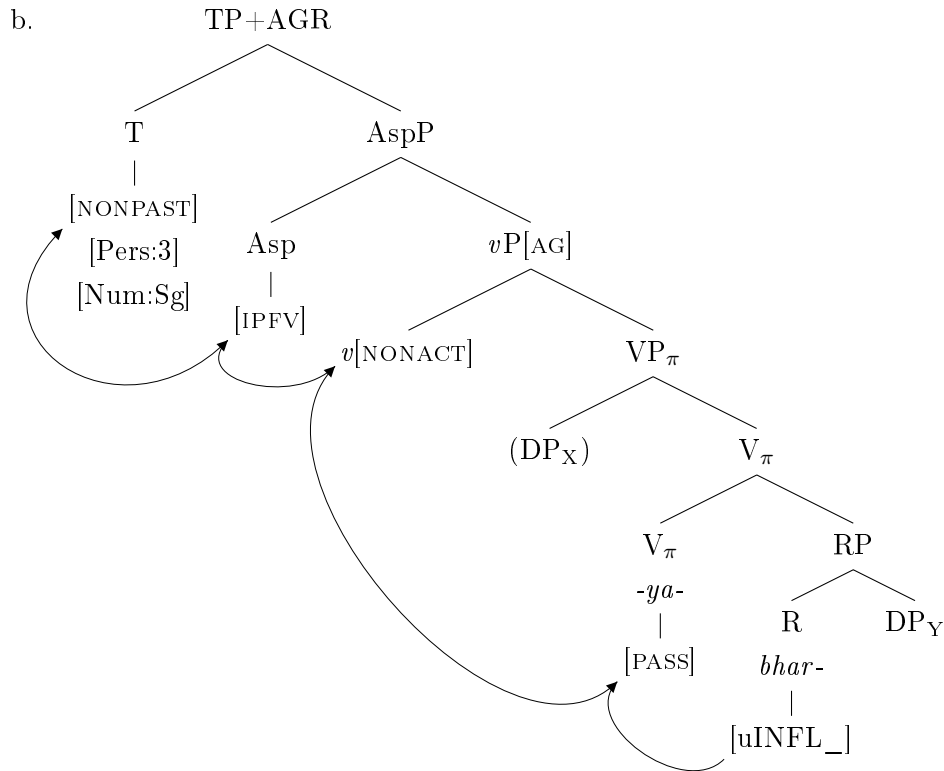 b. TP+AGR
T AspP
[NONPAST]
[Pers:3] Asp vP[AG]
[Num:Sg]
[IPFV] v[NONACT] VPπ
(DPX) Vπ
Vπ RP
-ya-
R DPY
[PASS] bhar-
[uINFL_]